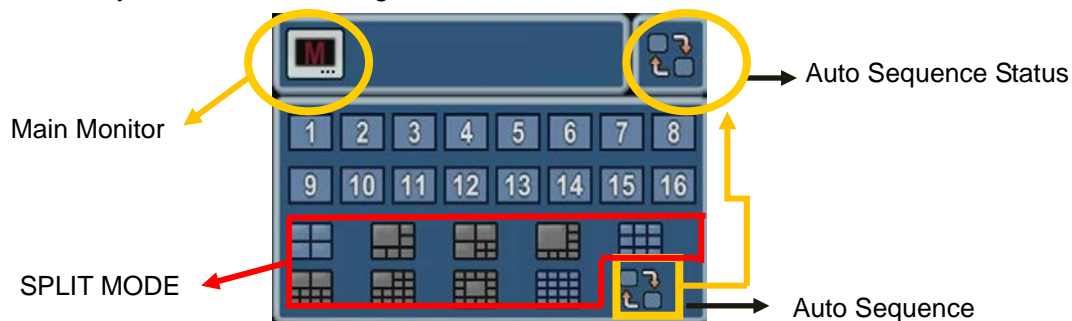 M
Auto Sequence Status
Main Monitor
1 2 3 4 5 6 7 8
9 10 11 12 13 14 15 16
SPLIT MODE
Auto Sequence